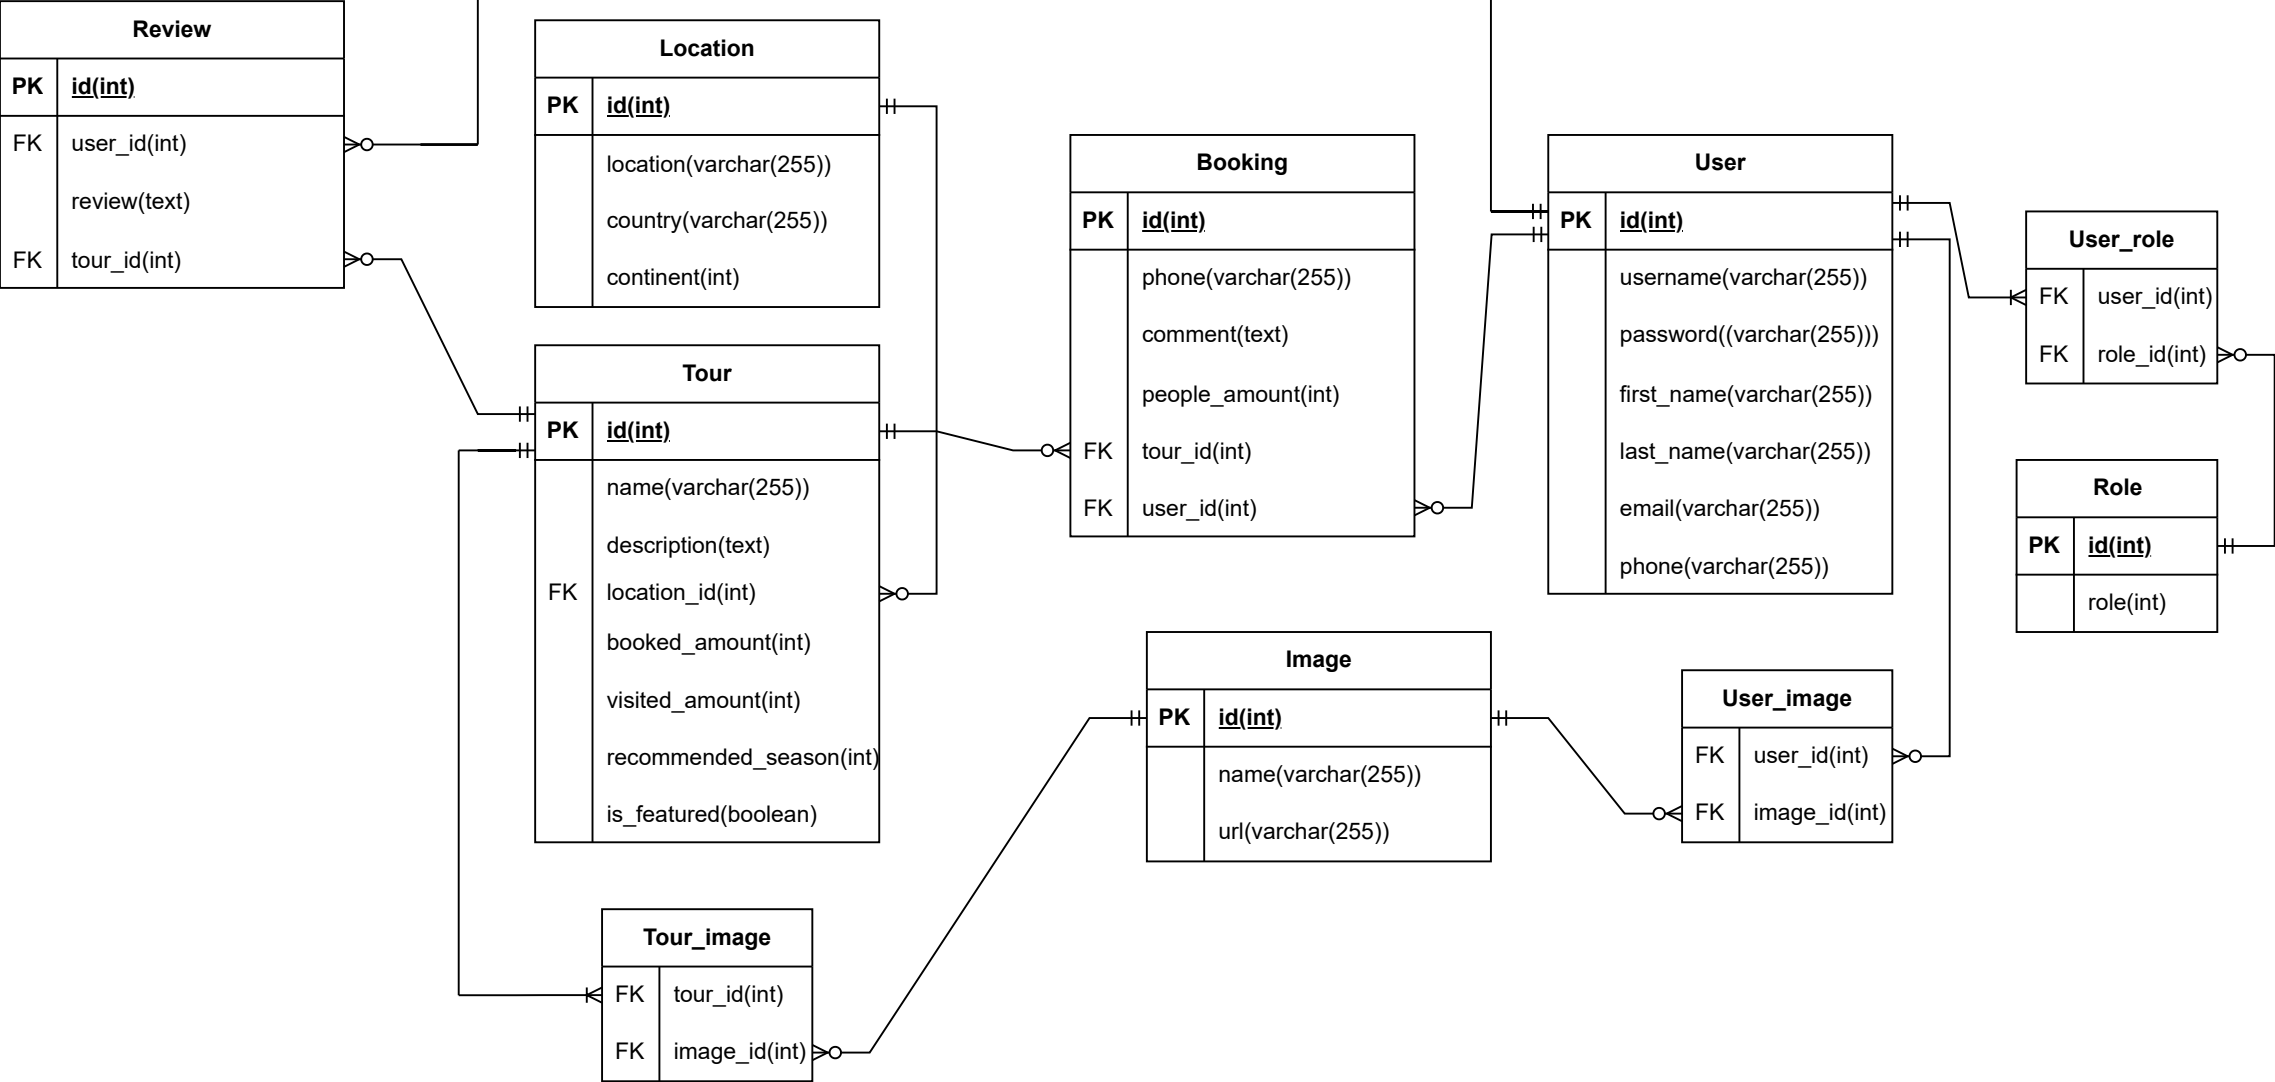 Review
PK id(int)
FK user_id(int)
review(text)
FK tour_id(int)
Location
PK id(int)
location(varchar(255))
country(varchar(255))
continent(int)
Tour
PK id(int)
name(varchar(255))
description(text)
FK location_id(int)
booked_amount(int)
visited_amount(int)
recommended_season(int)
is_featured(boolean)
Booking
PK id(int)
phone(varchar(255))
comment(text)
people_amount(int)
FK tour_id(int)
FK user_id(int)
User
PK id(int)
username(varchar(255))
password((varchar(255)))
first_name(varchar(255))
last_name(varchar(255))
email(varchar(255))
phone(varchar(255))
User_role
FK user_id(int)
FK role_id(int)
Role
PK id(int)
role(int)
Image
PK id(int)
name(varchar(255))
url(varchar(255))
User_image
FK user_id(int)
FK image_id(int)
Tour_image
FK tour_id(int)
FK image_id(int)